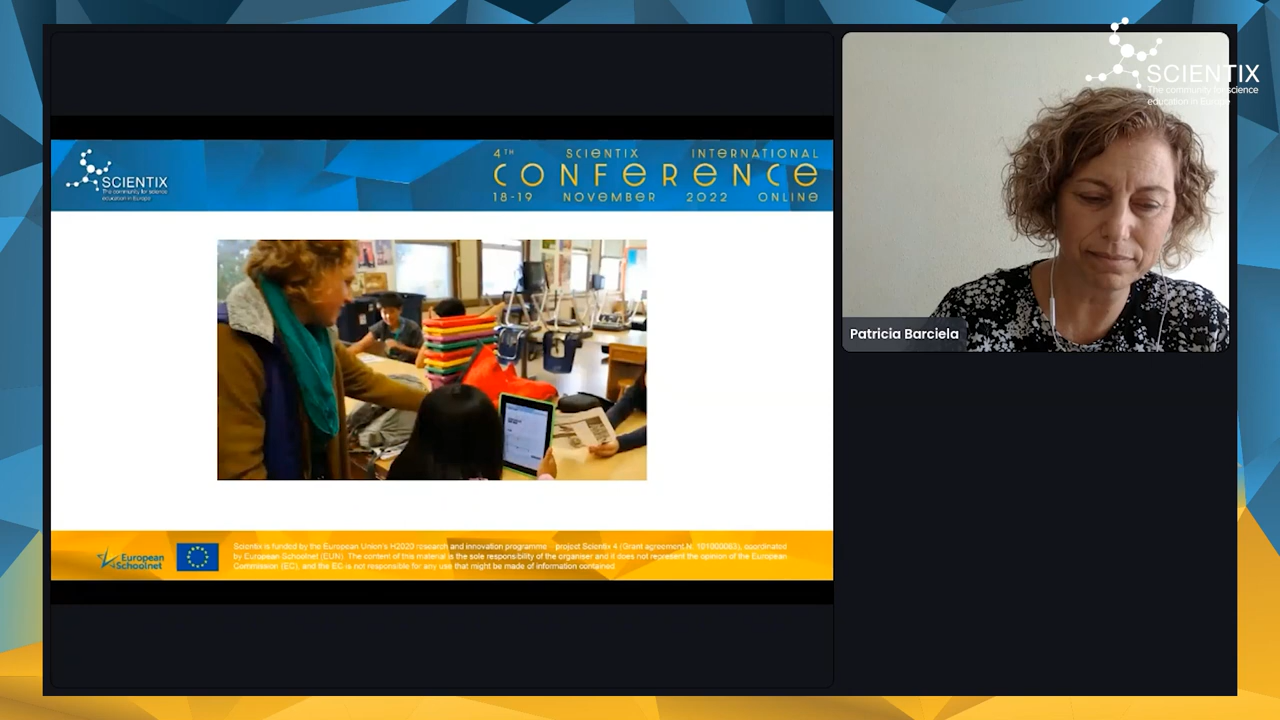 SCIENTIX
The community for science
education in Europe
4TH SCIENTIX INTERNATIONAL
CONFERENCE
18-19 NOVEMBER 2022 ONLINE
SCIENTIX
The community for science
education in Europe
Patricia Barciela
European
Schoolnet
Scientix is funded by the European Union's H2020 research and innovation programme – project Scientix 4 (Grant agreement N. 101000063), coordinated
by European Schoolnet (EUN). The content of this material is the sole responsibility of the organiser and it does not represent the opinion of the European
Commission (EC), and the EC is not responsible for any use that might be made of information contained